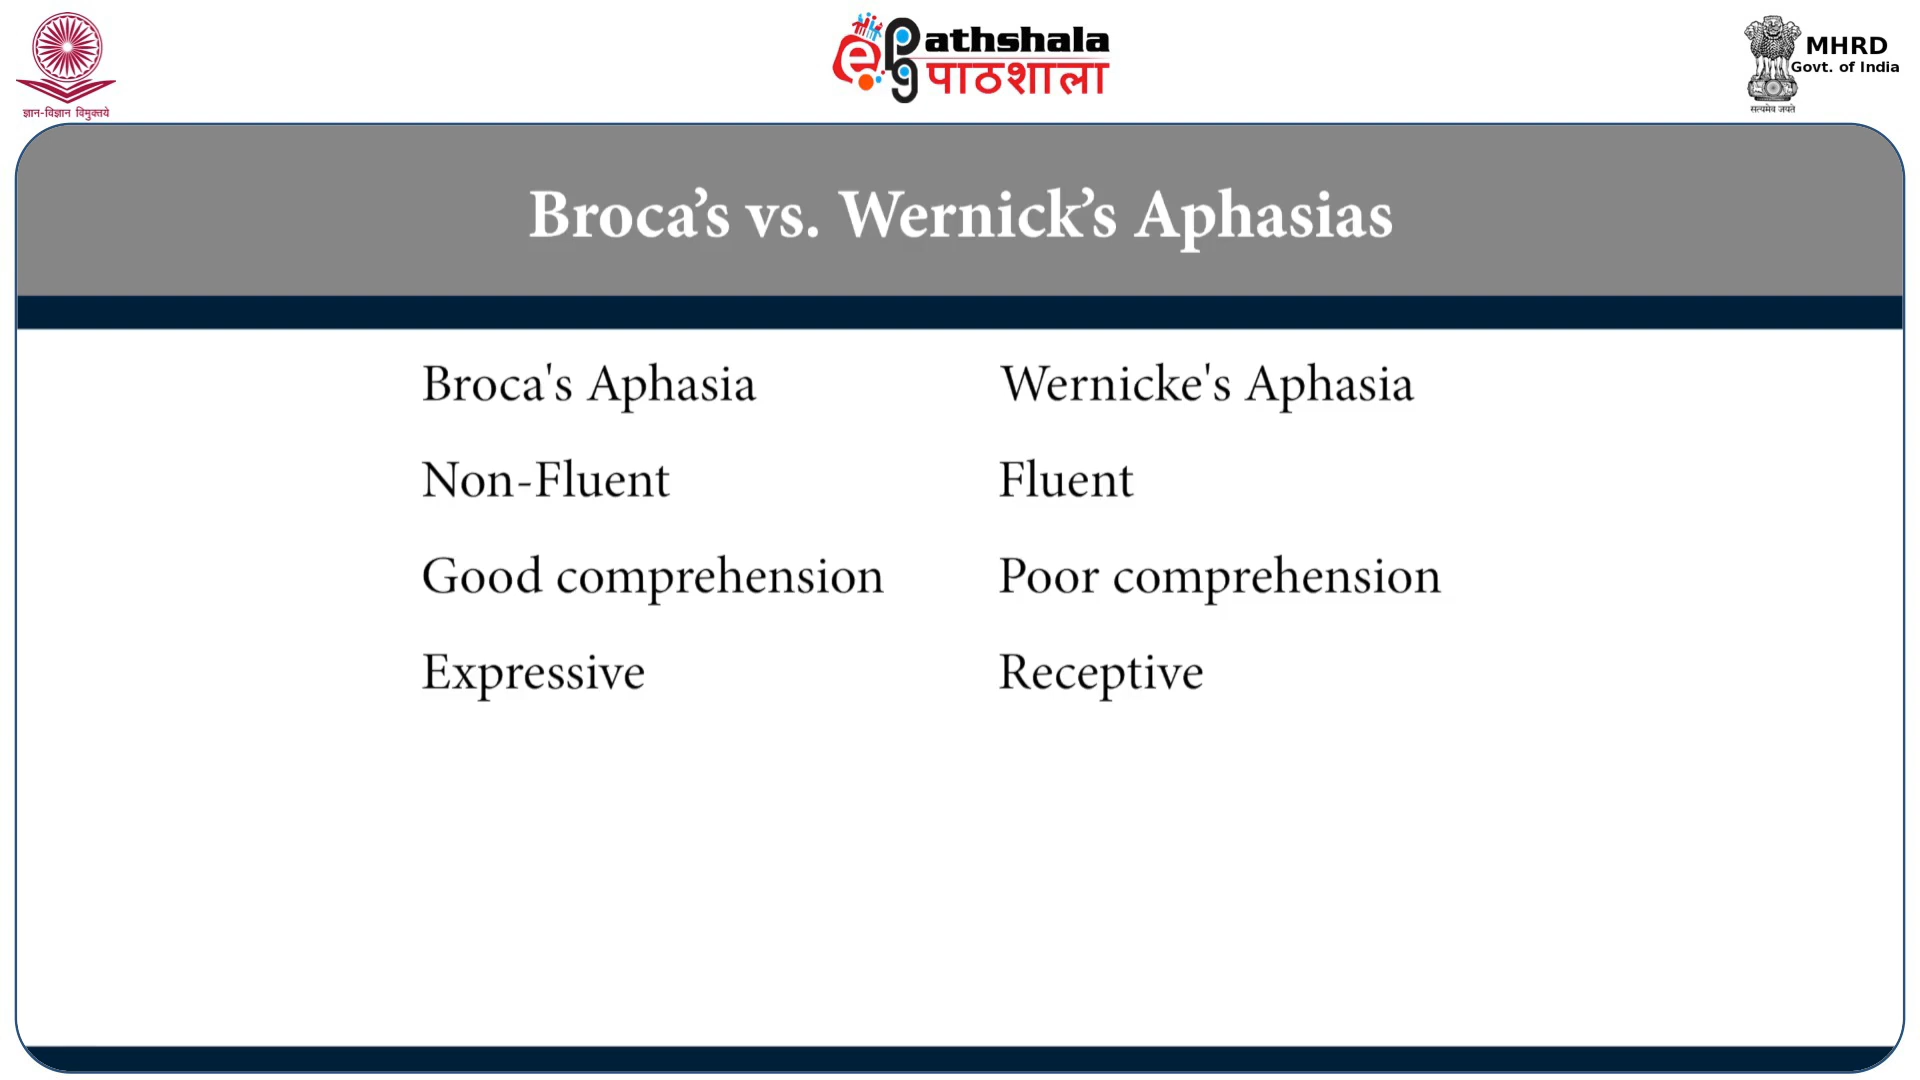 ज्ञान-विज्ञान विमुक्तये
ePathshala
पाठशाला
MHRD
Govt. of India
सत्यमेव जयते
Broca’s vs. Wernick’s Aphasias
Broca's Aphasia Wernicke's Aphasia
Non-Fluent Fluent
Good comprehension Poor comprehension
Expressive Receptive